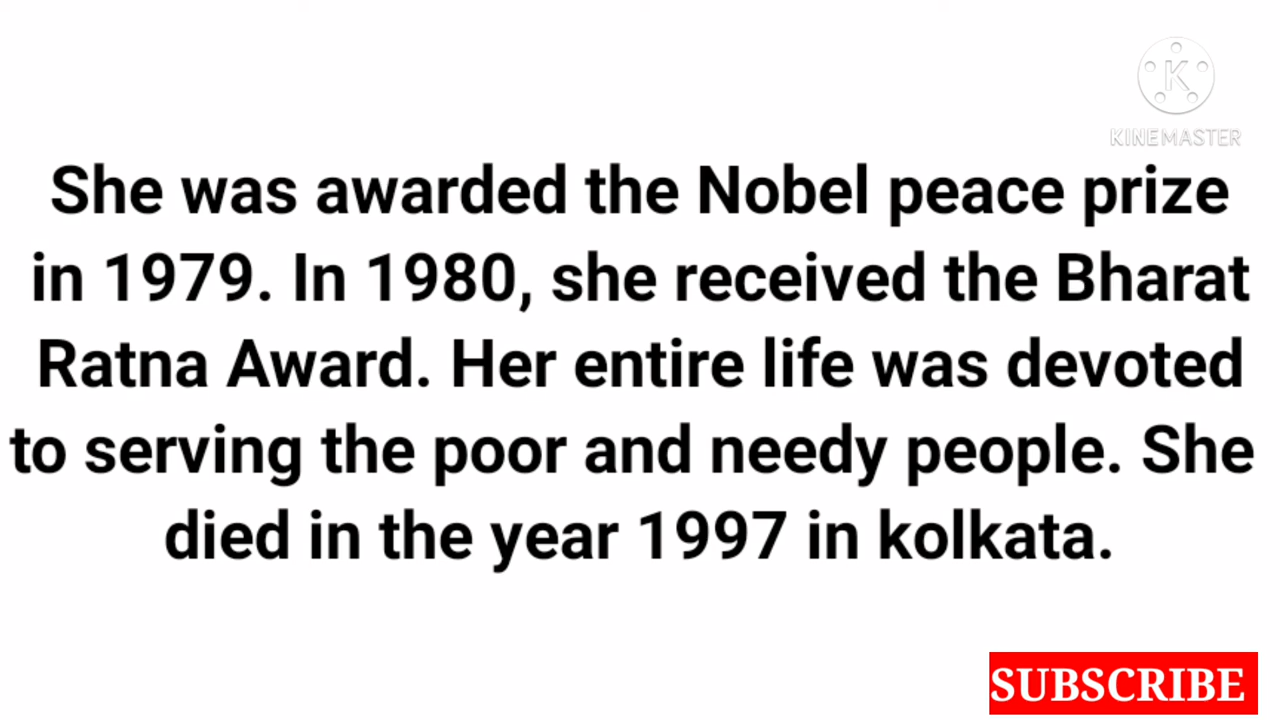 K
KINEMASTER
She was awarded the Nobel peace prize
in 1979. In 1980, she received the Bharat
Ratna Award. Her entire life was devoted
to serving the poor and needy people. She
died in the year 1997 in kolkata.
SUBSCRIBE